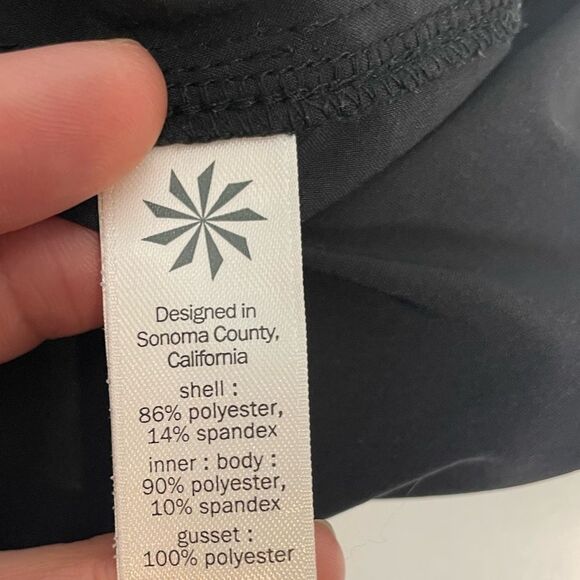 Designed in
Sonoma County,
California
shell :
86% polyester,
14% spandex
inner : body :
90% polyester,
10% spandex
gusset :
100% polyester